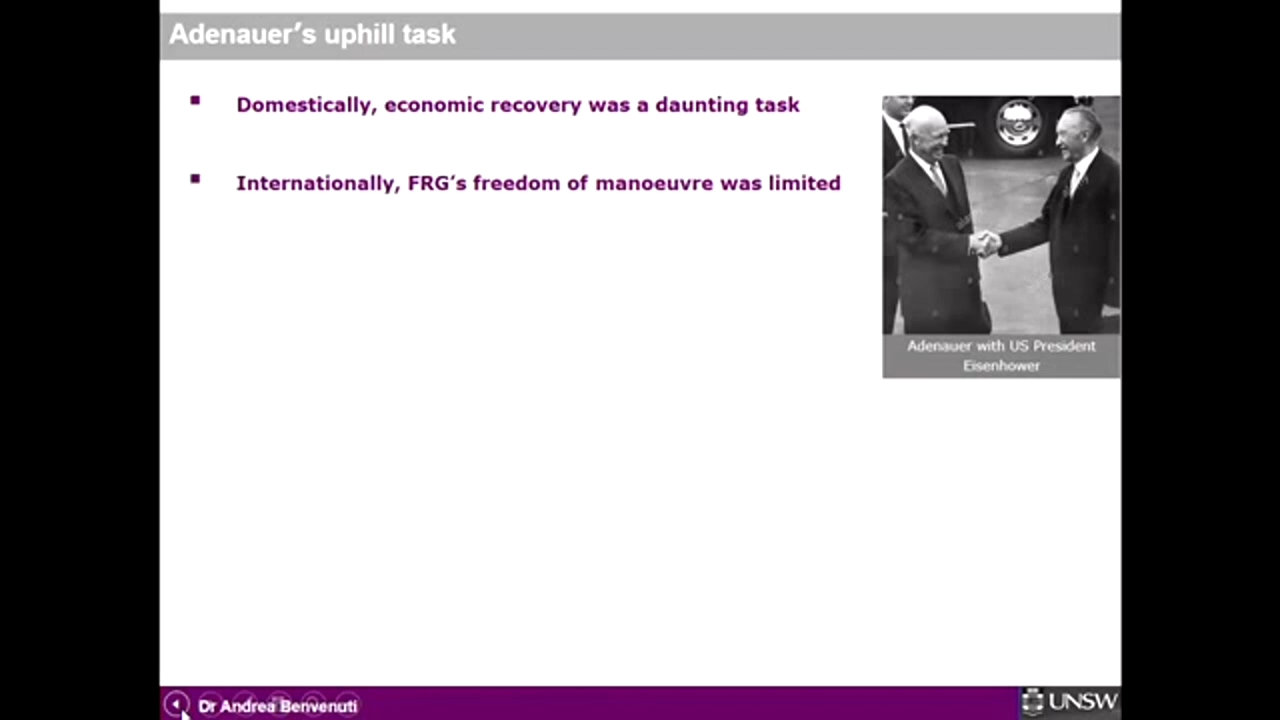 Adenauer's uphill task
▪ Domestically, economic recovery was a daunting task
▪ Internationally, FRG's freedom of manoeuvre was limited
Adenauer with US President
Eisenhower
Dr Andrea Benvenuti
UNSW